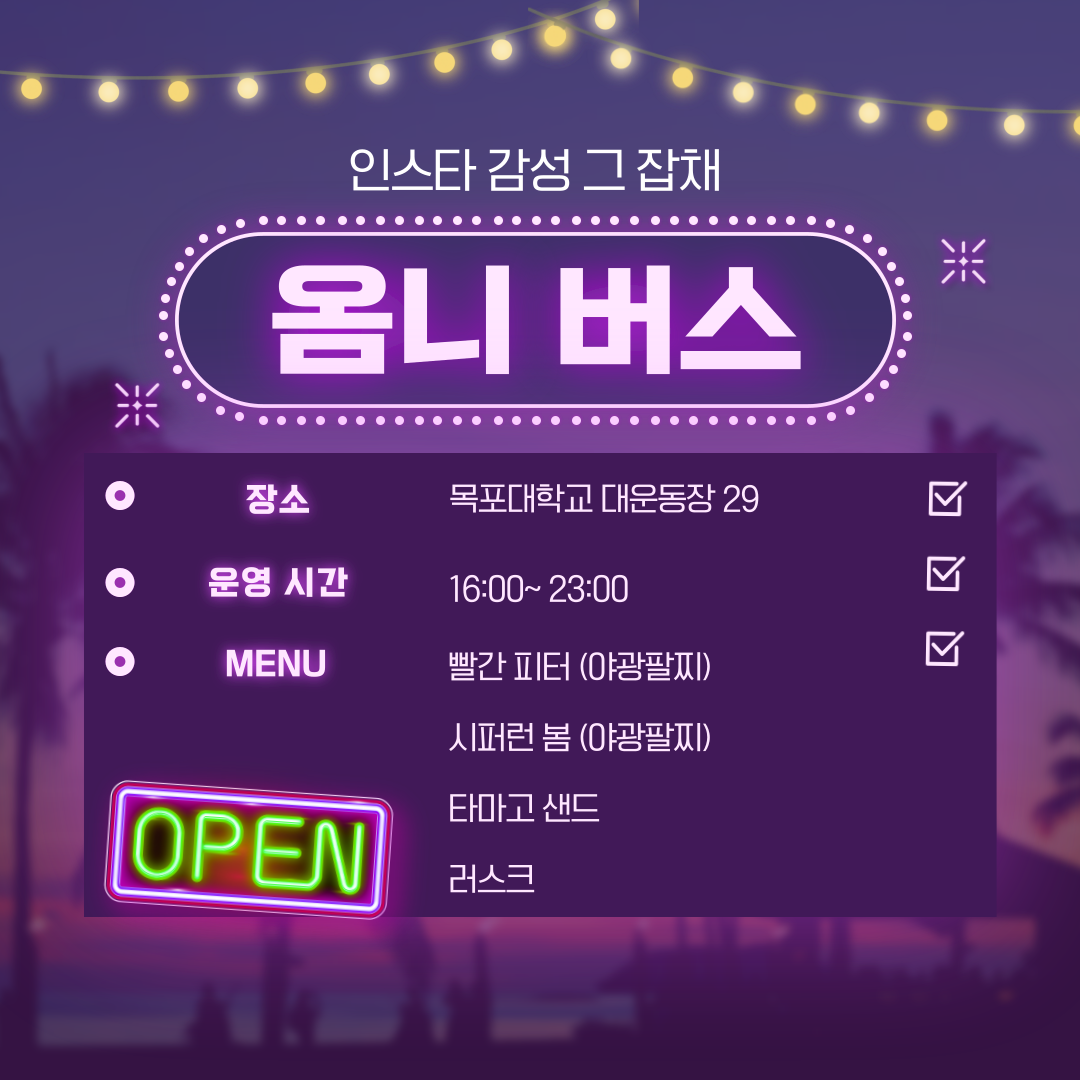 인스타 감성 그 잡채
옴니 버스
장소 목포대학교 대운동장 29
운영 시간 16:00~ 23:00
MENU 빨간 피터 (야광팔찌)
시퍼런 봄 (야광팔찌)
타마고 샌드
러스크
OPEN